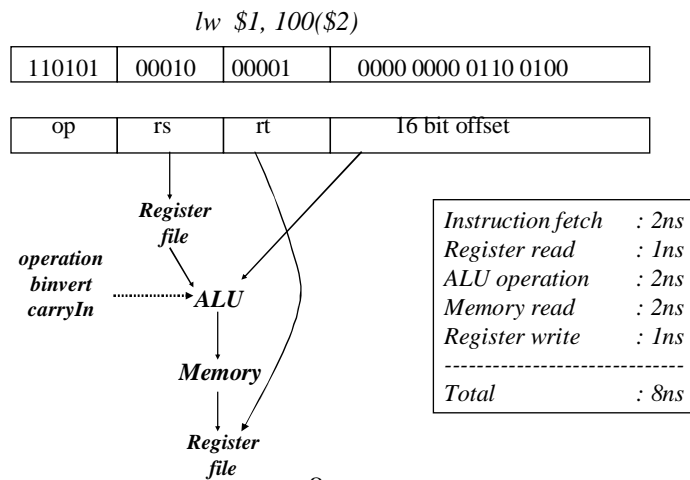 lw $1, 100($2)
110101 00010 00001 0000 0000 0110 0100
op rs rt 16 bit offset
Register
file
operation
binvert
carryIn
ALU
Memory
Register
file
Instruction fetch : 2ns
Register read : 1ns
ALU operation : 2ns
Memory read : 2ns
Register write : 1ns
--------------------------------
Total : 8ns